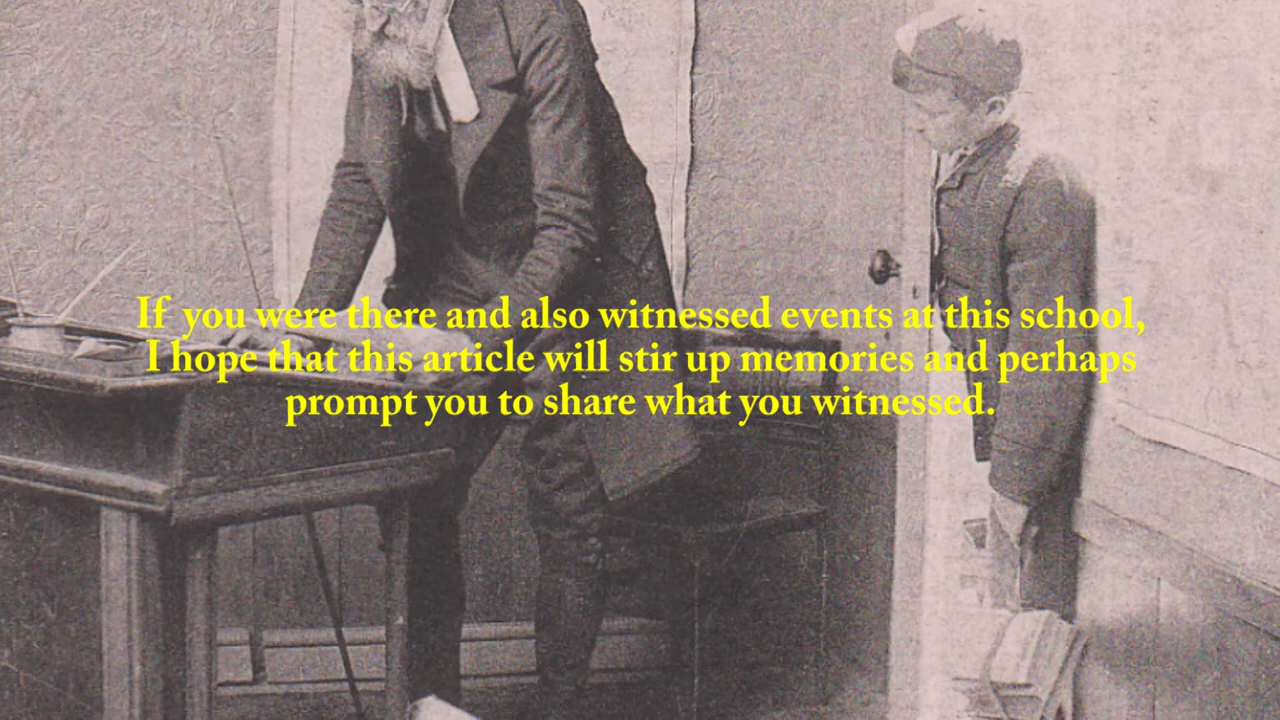 If you were there and also witnessed events at this school,
I hope that this article will stir up memories and perhaps
prompt you to share what you witnessed.